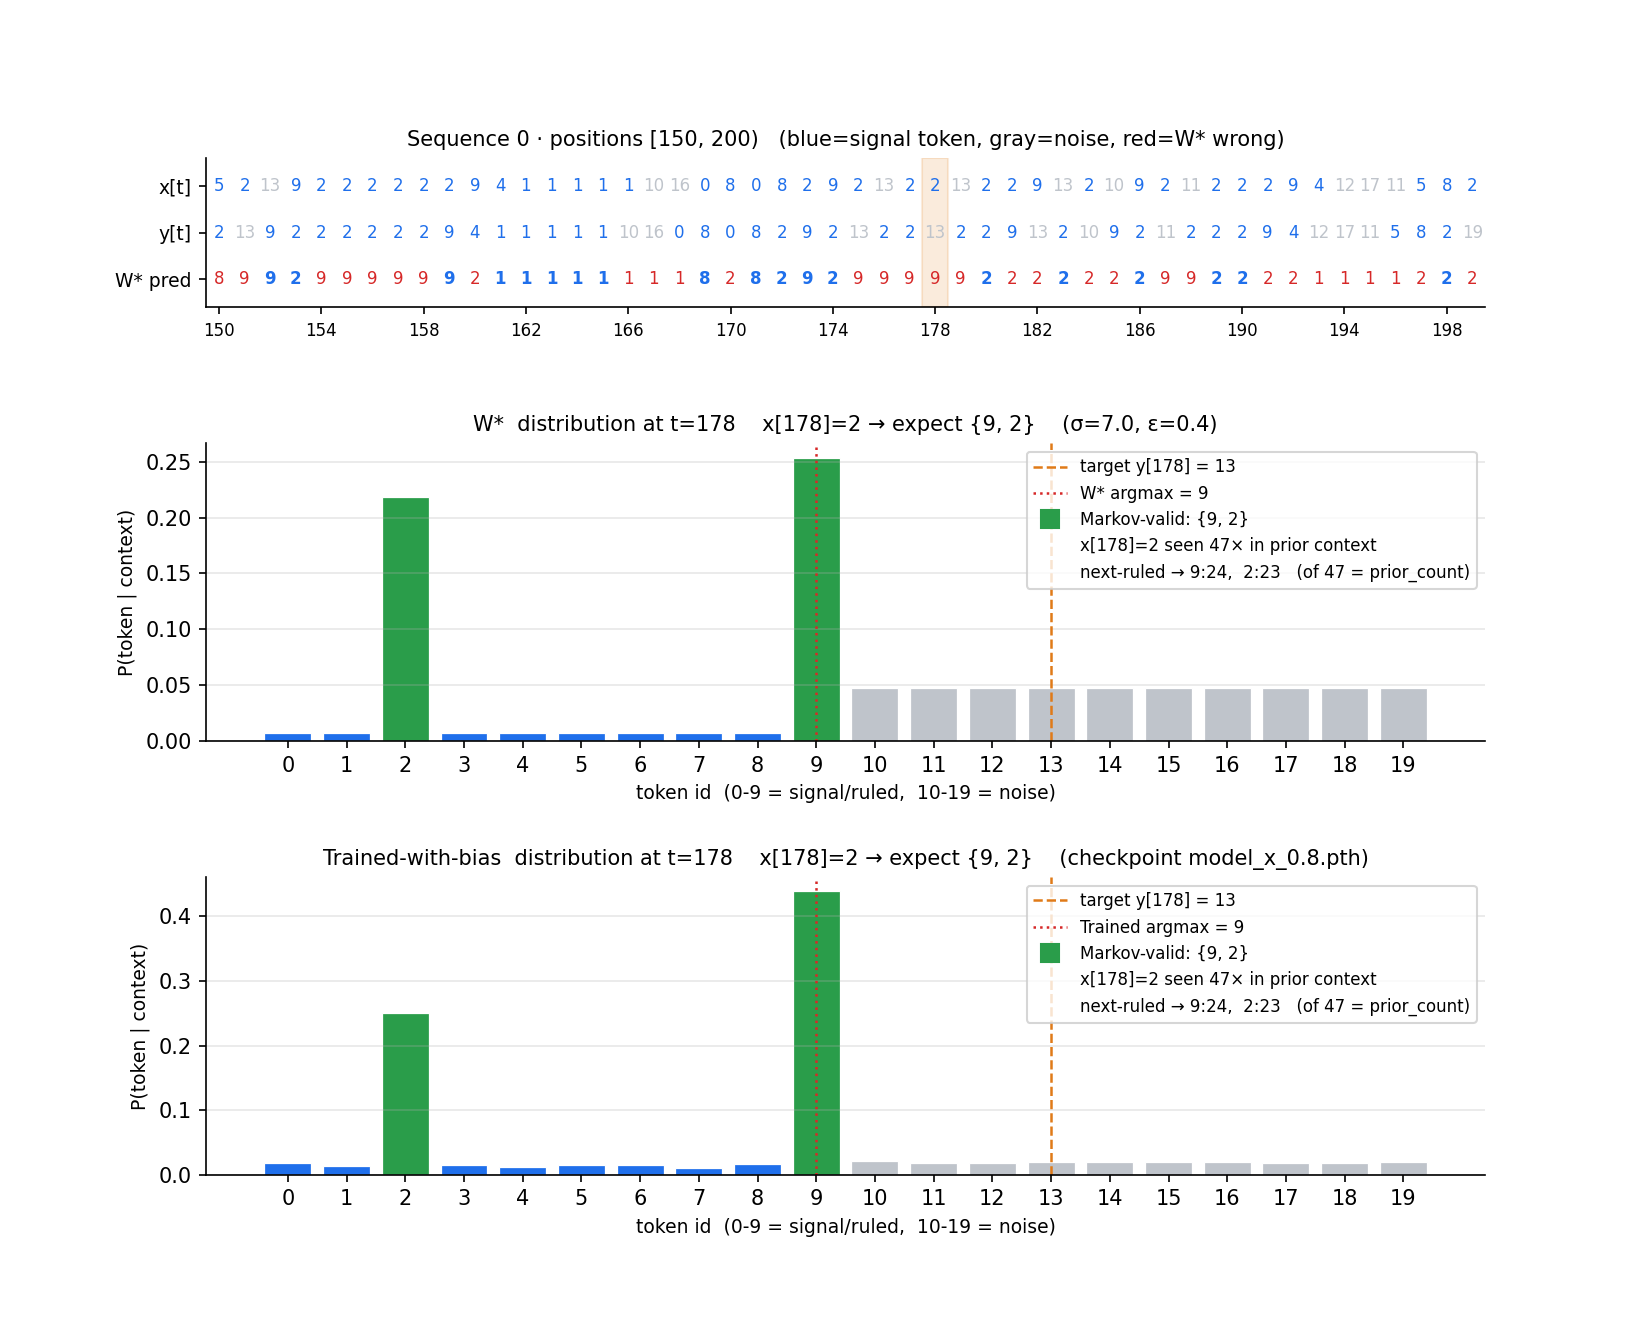 Sequence 0 · positions [150, 200)   (blue=signal token, gray=noise, red=W* wrong)
x[t] 5 2 13 9 2 2 2 2 2 2 9 4 1 1 1 1 1 10 16 0 8 0 8 2 9 2 13 2 2 13 2 2 9 13 2 10 9 2 11 2 2 2 9 4 12 17 11 5 8 2
y[t] 2 13 9 2 2 2 2 2 2 9 4 1 1 1 1 1 10 16 0 8 0 8 2 9 2 13 2 2 13 2 2 9 13 2 10 9 2 11 2 2 2 9 4 12 17 11 5 8 2 19
W* pred 8 9 9 2 9 9 9 9 9 9 2 1 1 1 1 1 1 1 1 8 2 8 2 9 2 9 9 9 9 9 2 2 2 2 2 2 2 9 9 2 2 2 2 1 1 1 1 2 2 2
150 154 158 162 166 170 174 178 182 186 190 194 198
W*  distribution at t=178    x[178]=2 → expect {9, 2}    (σ=7.0, ε=0.4)
P(token | context)
0.25
0.20
0.15
0.10
0.05
0.00
target y[178] = 13
W* argmax = 9
Markov-valid: {9, 2}
x[178]=2 seen 47× in prior context
next-ruled → 9:24,  2:23   (of 47 = prior_count)
0 1 2 3 4 5 6 7 8 9 10 11 12 13 14 15 16 17 18 19
token id  (0-9 = signal/ruled,  10-19 = noise)
Trained-with-bias  distribution at t=178    x[178]=2 → expect {9, 2}    (checkpoint model_x_0.8.pth)
P(token | context)
0.4
0.3
0.2
0.1
0.0
target y[178] = 13
Trained argmax = 9
Markov-valid: {9, 2}
x[178]=2 seen 47× in prior context
next-ruled → 9:24,  2:23   (of 47 = prior_count)
0 1 2 3 4 5 6 7 8 9 10 11 12 13 14 15 16 17 18 19
token id  (0-9 = signal/ruled,  10-19 = noise)